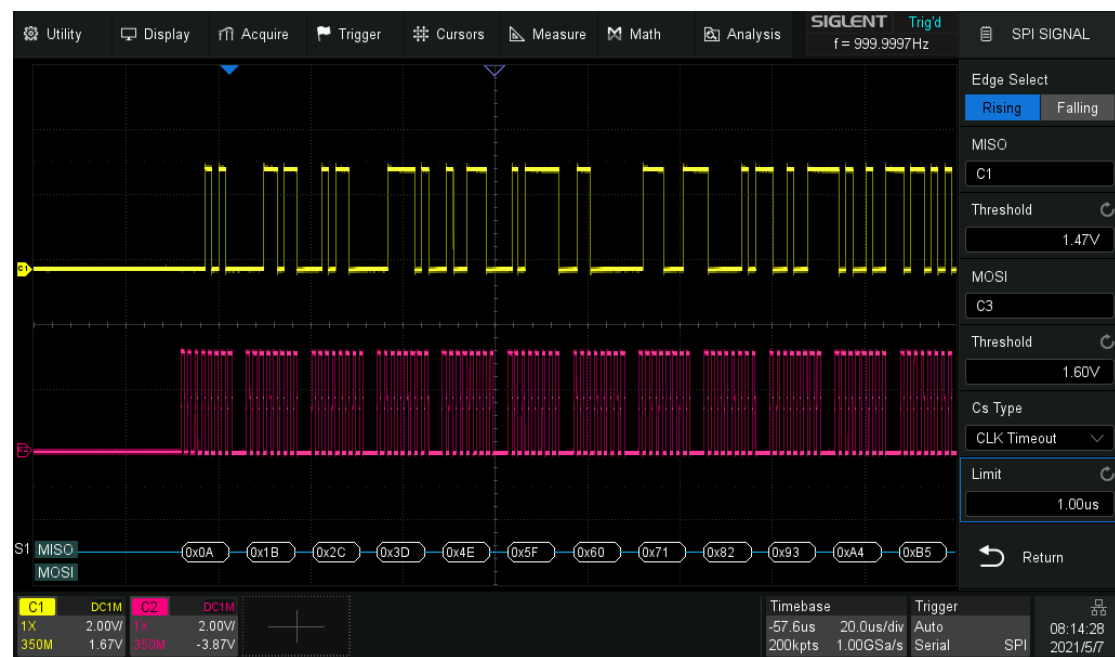 Utility Display Acquire Trigger Cursors Measure Math Analysis
SIGLENT Trig'd
f = 999.9997Hz
SPI SIGNAL
Edge Select
Rising Falling
MISO
C1
Threshold
1.47V
MOSI
C3
Threshold
1.60V
Cs Type
CLK Timeout
Limit
1.00us
Return
C1
C2
S1 MISO 0x0A 0x1B 0x2C 0x3D 0x4E 0x5F 0x60 0x71 0x82 0x93 0xA4 0xB5
MOSI
C1 DC1M C2 DC1M
1X 2.00V/ 1X 2.00V/
350M 1.67V 350M -3.87V
Timebase Trigger
-57.6us 20.0us/div Auto
200kpts 1.00GSa/s Serial SPI
08:14:28
2021/5/7